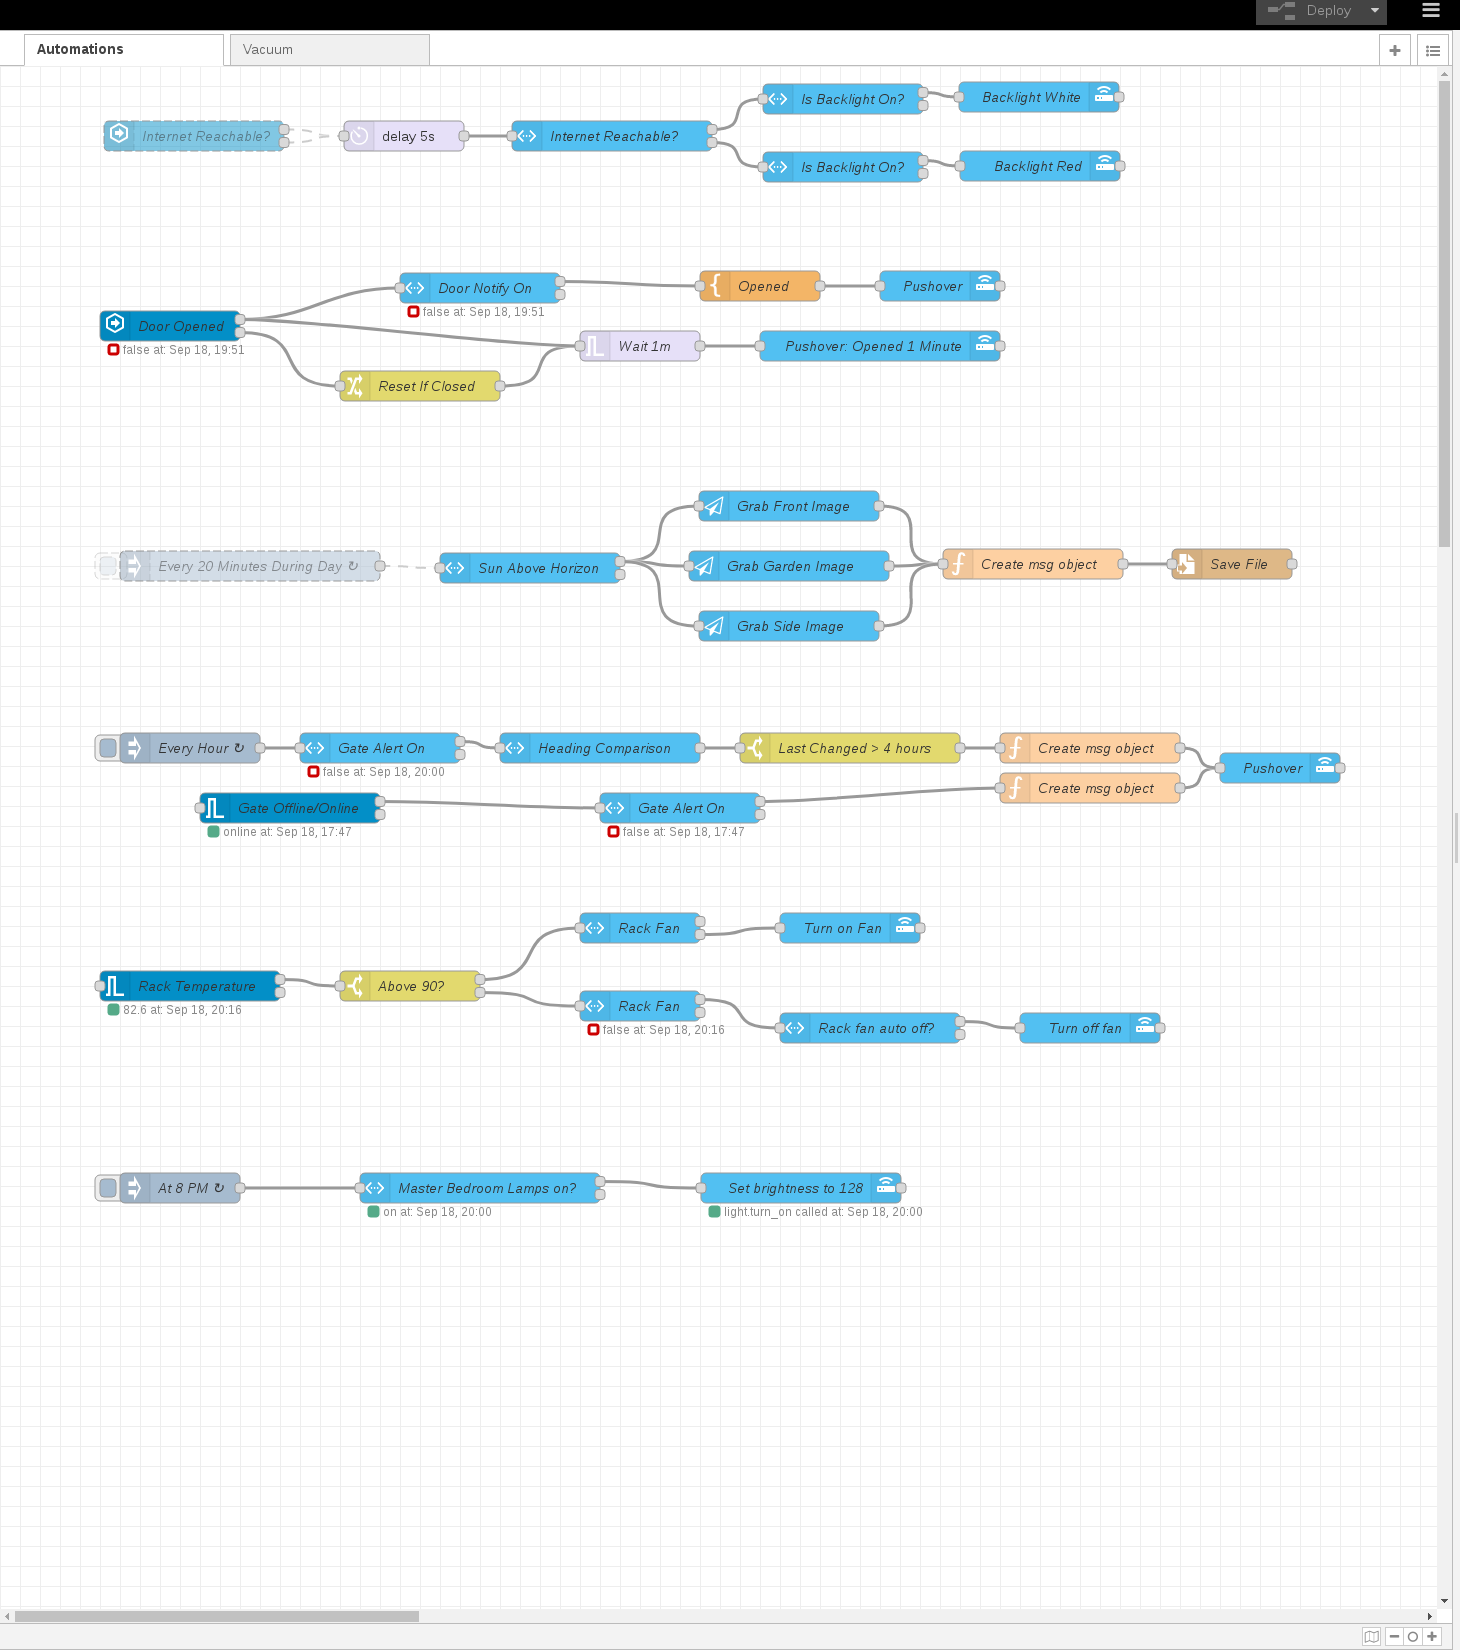 Deploy
Automations
Vacuum
Is Backlight On?
Backlight White
Internet Reachable?
delay 5s
Internet Reachable?
Is Backlight On?
Backlight Red
Door Notify On
false at: Sep 18, 19:51
Opened
Pushover
Door Opened
false at: Sep 18, 19:51
Wait 1m
Pushover: Opened 1 Minute
Reset If Closed
Grab Front Image
Every 20 Minutes During Day ↻
Sun Above Horizon
Grab Garden Image
Create msg object
Save File
Grab Side Image
Every Hour ↻
Gate Alert On
false at: Sep 18, 20:00
Heading Comparison
Last Changed > 4 hours
Create msg object
Pushover
Create msg object
Gate Offline/Online
online at: Sep 18, 17:47
Gate Alert On
false at: Sep 18, 17:47
Rack Fan
Turn on Fan
Rack Temperature
82.6 at: Sep 18, 20:16
Above 90?
Rack Fan
false at: Sep 18, 20:16
Rack fan auto off?
Turn off fan
At 8 PM ↻
Master Bedroom Lamps on?
on at: Sep 18, 20:00
Set brightness to 128
light.turn_on called at: Sep 18, 20:00